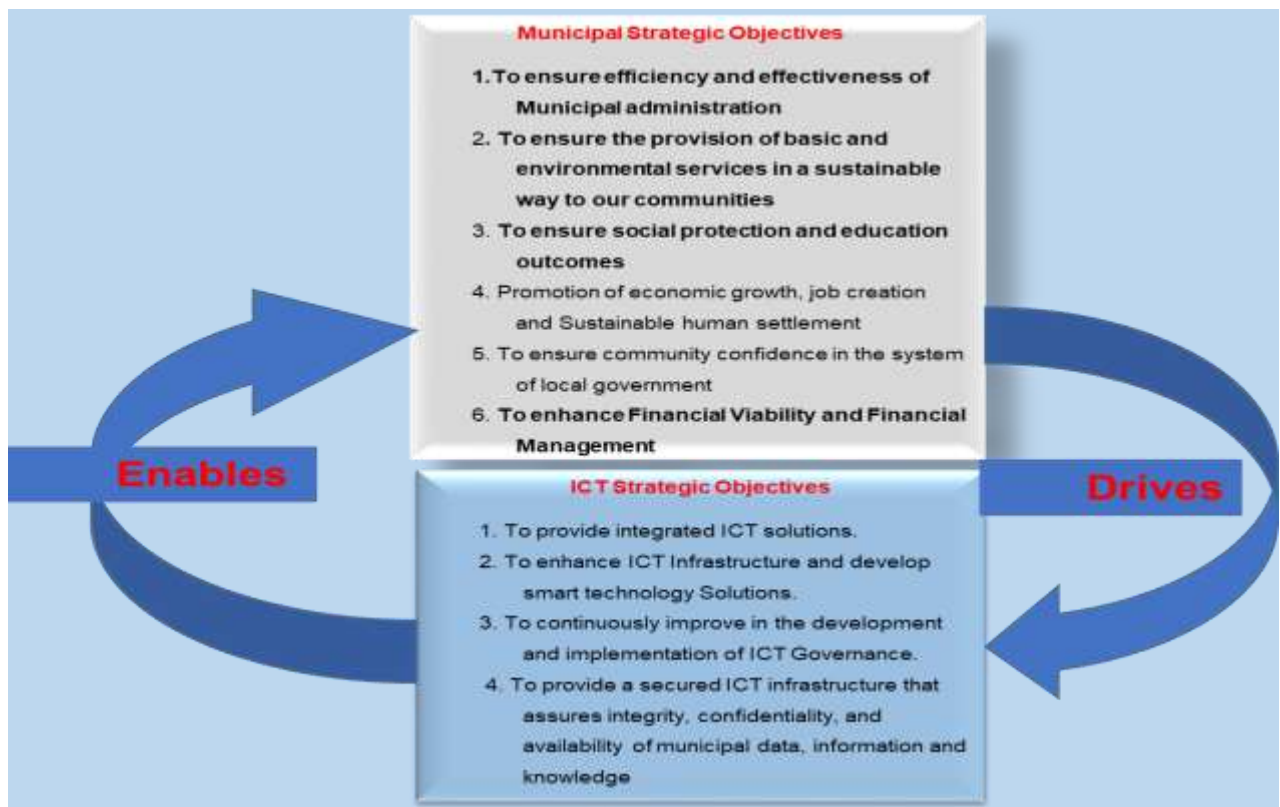 Municipal Strategic Objectives
1.To ensure efficiency and effectiveness of
Municipal administration
2. To ensure the provision of basic and
environmental services in a sustainable
way to our communities
3. To ensure social protection and education
outcomes
4. Promotion of economic growth, job creation
and Sustainable human settlement
5. To ensure community confidence in the system
of local government
6. To enhance Financial Viability and Financial
Management
Enables
Drives
ICT Strategic Objectives
1. To provide integrated ICT solutions.
2. To enhance ICT Infrastructure and develop
smart technology Solutions.
3. To continuously improve in the development
and implementation of ICT Governance.
4. To provide a secured ICT infrastructure that
assures integrity, confidentiality, and
availability of municipal data, information and
knowledge